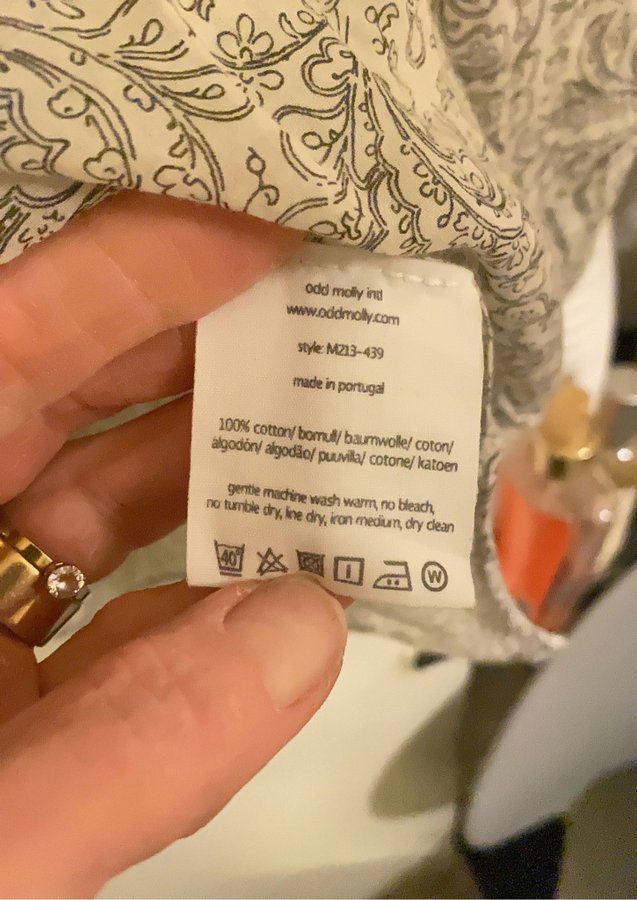 odd molly intl
www.oddmolly.com
style: M213-439
made in portugal
100% cotton/ bomull/ baumwolle/ coton/
algodón/ algodão/ puuvilla/ cotone/ katoen
gentle machine wash warm, no bleach,
no tumble dry, line dry, iron medium, dry clean
40° W